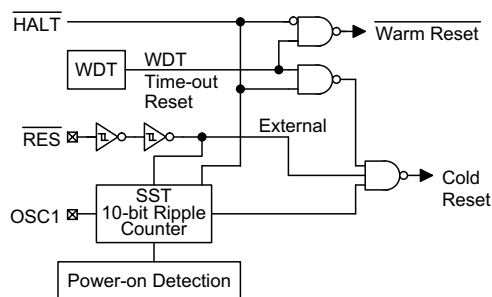 HALT
Warm Reset
WDT
WDT
Time-out
Reset
RES
External
Cold
Reset
OSC1
SST
10-bit Ripple
Counter
Power-on Detection